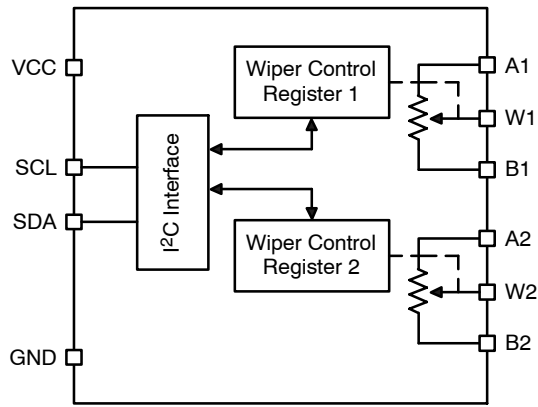 VCC
SCL
SDA
GND
I²C Interface
Wiper Control
Register 1
Wiper Control
Register 2
A1
W1
B1
A2
W2
B2